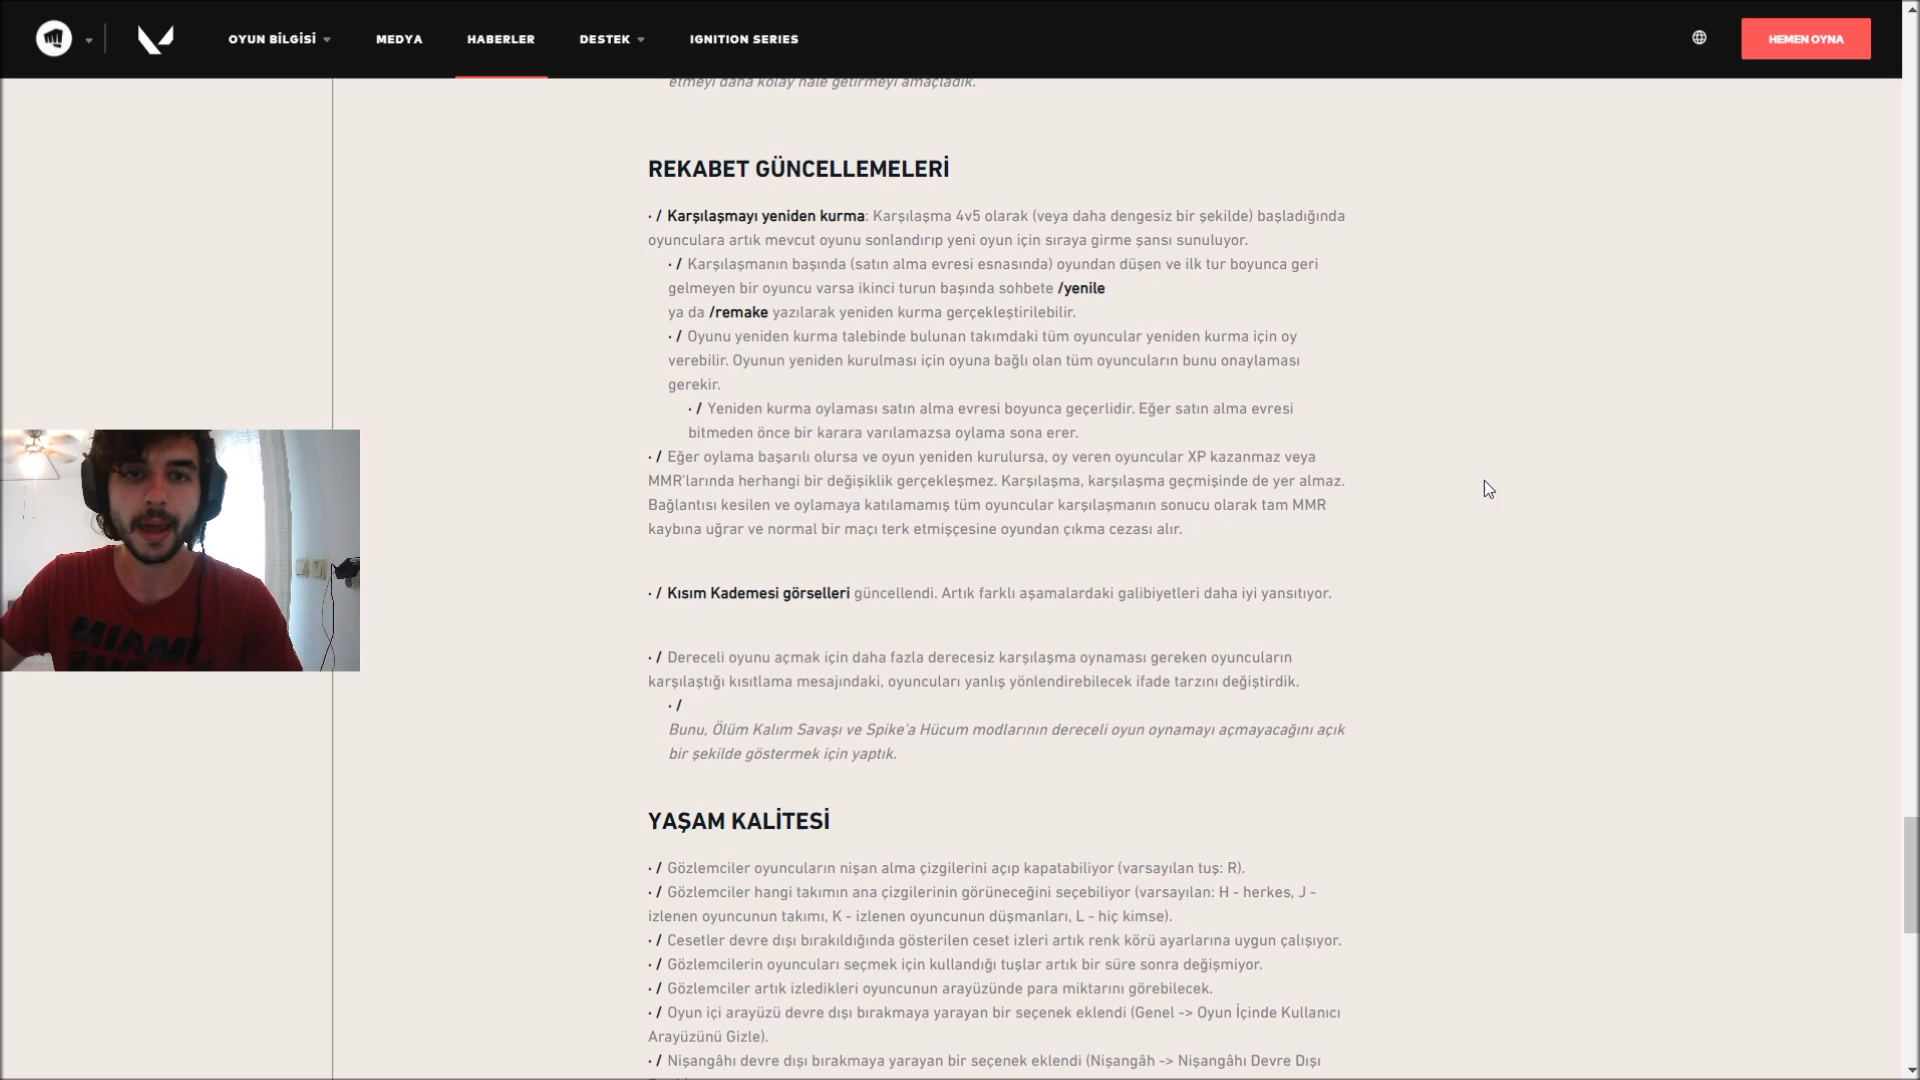 OYUN BİLGİSİ
MEDYA
HABERLER
DESTEK
IGNITION SERIES
HEMEN OYNA
etmeyi daha kolay hale getirmeyi amaçladık.
REKABET GÜNCELLEMELERİ
· / Karşılaşmayı yeniden kurma: Karşılaşma 4v5 olarak (veya daha dengesiz bir şekilde) başladığında
oyunculara artık mevcut oyunu sonlandırıp yeni oyun için sıraya girme şansı sunuluyor.
· / Karşılaşmanın başında (satın alma evresi esnasında) oyundan düşen ve ilk tur boyunca geri
gelmeyen bir oyuncu varsa ikinci turun başında sohbete /yenile
ya da /remake yazılarak yeniden kurma gerçekleştirilebilir.
· / Oyunu yeniden kurma talebinde bulunan takımdaki tüm oyuncular yeniden kurma için oy
verebilir. Oyunun yeniden kurulması için oyuna bağlı olan tüm oyuncuların bunu onaylaması
gerekir.
· / Yeniden kurma oylaması satın alma evresi boyunca geçerlidir. Eğer satın alma evresi
bitmeden önce bir karara varılamazsa oylama sona erer.
· / Eğer oylama başarılı olursa ve oyun yeniden kurulursa, oy veren oyuncular XP kazanmaz veya
MMR'larında herhangi bir değişiklik gerçekleşmez. Karşılaşma, karşılaşma geçmişinde de yer almaz.
Bağlantısı kesilen ve oylamaya katılamamış tüm oyuncular karşılaşmanın sonucu olarak tam MMR
kaybına uğrar ve normal bir maçı terk etmişçesine oyundan çıkma cezası alır.
· / Kısım Kademesi görselleri güncellendi. Artık farklı aşamalardaki galibiyetleri daha iyi yansıtıyor.
· / Dereceli oyunu açmak için daha fazla derecesiz karşılaşma oynaması gereken oyuncuların
karşılaştığı kısıtlama mesajındaki, oyuncuları yanlış yönlendirebilecek ifade tarzını değiştirdik.
· /
Bunu, Ölüm Kalım Savaşı ve Spike'a Hücum modlarının dereceli oyun oynamayı açmayacağını açık
bir şekilde göstermek için yaptık.
YAŞAM KALİTESİ
· / Gözlemciler oyuncuların nişan alma çizgilerini açıp kapatabiliyor (varsayılan tuş: R).
· / Gözlemciler hangi takımın ana çizgilerinin görüneceğini seçebiliyor (varsayılan: H - herkes, J -
izlenen oyuncunun takımı, K - izlenen oyuncunun düşmanları, L - hiç kimse).
· / Cesetler devre dışı bırakıldığında gösterilen ceset izleri artık renk körü ayarlarına uygun çalışıyor.
· / Gözlemcilerin oyuncuları seçmek için kullandığı tuşlar artık bir süre sonra değişmiyor.
· / Gözlemciler artık izledikleri oyuncunun arayüzünde para miktarını görebilecek.
· / Oyun içi arayüzü devre dışı bırakmaya yarayan bir seçenek eklendi (Genel -> Oyun İçinde Kullanıcı
Arayüzünü Gizle).
· / Nişangâhı devre dışı bırakmaya yarayan bir seçenek eklendi (Nişangâh -> Nişangâhı Devre Dışı
MIAMI